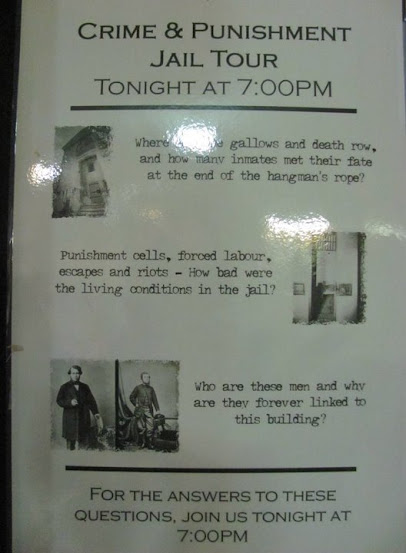 CRIME & PUNISHMENT
JAIL TOUR
TONIGHT AT 7:00PM
Where gallows and death row,
and how many inmates met their fate
at the end of the hangman's rope?
Punishment cells, forced labour,
escapes and riots - How bad were
the living conditions in the jail?
Who are these men and why
are they forever linked to
this building?
FOR THE ANSWERS TO THESE
QUESTIONS, JOIN US TONIGHT AT
7:00PM